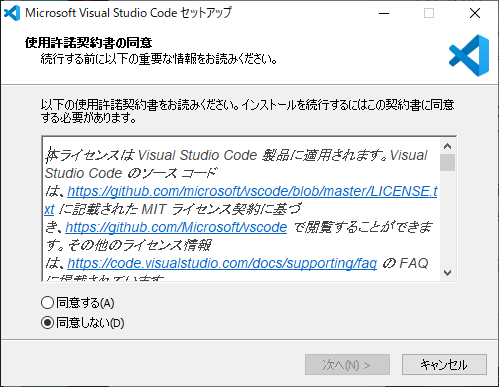 Microsoft Visual Studio Code セットアップ
使用許諾契約書の同意
続行する前に以下の重要な情報をお読みください。
以下の使用許諾契約書をお読みください。インストールを続行するにはこの契約書に同意
する必要があります。
本ライセンスは Visual Studio Code 製品に適用されます。Visual
Studio Code のソース コード
は、https://github.com/microsoft/vscode/blob/master/LICENSE.t
xt に記載された MIT ライセンス契約に基づ
き、https://github.com/Microsoft/vscode で閲覧することができま
す。その他のライセンス情報
は、https://code.visualstudio.com/docs/supporting/faq の FAQ
に掲載されています
同意する(A)
同意しない(D)
次へ(N) >
キャンセル